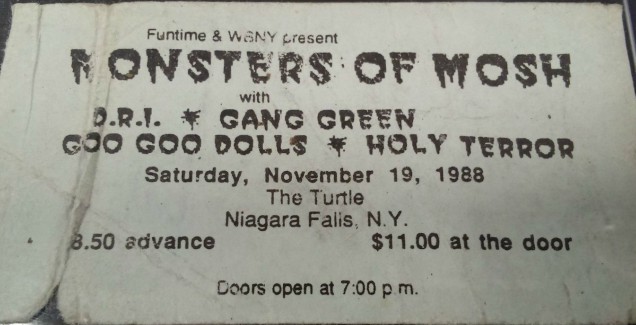 Funtime & WBNY present
MONSTERS OF MOSH
with
D.R.I. * GANG GREEN
GOO GOO DOLLS * HOLY TERROR
Saturday, November 19, 1988
The Turtle
Niagara Falls, N.Y.
8.50 advance $11.00 at the door
Doors open at 7:00 p.m.